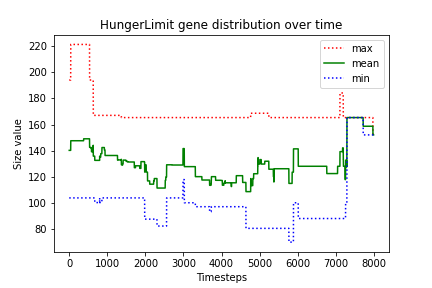 HungerLimit gene distribution over time
max
mean
min
Size value
220
200
180
160
140
120
100
80
0 1000 2000 3000 4000 5000 6000 7000 8000
Timesteps